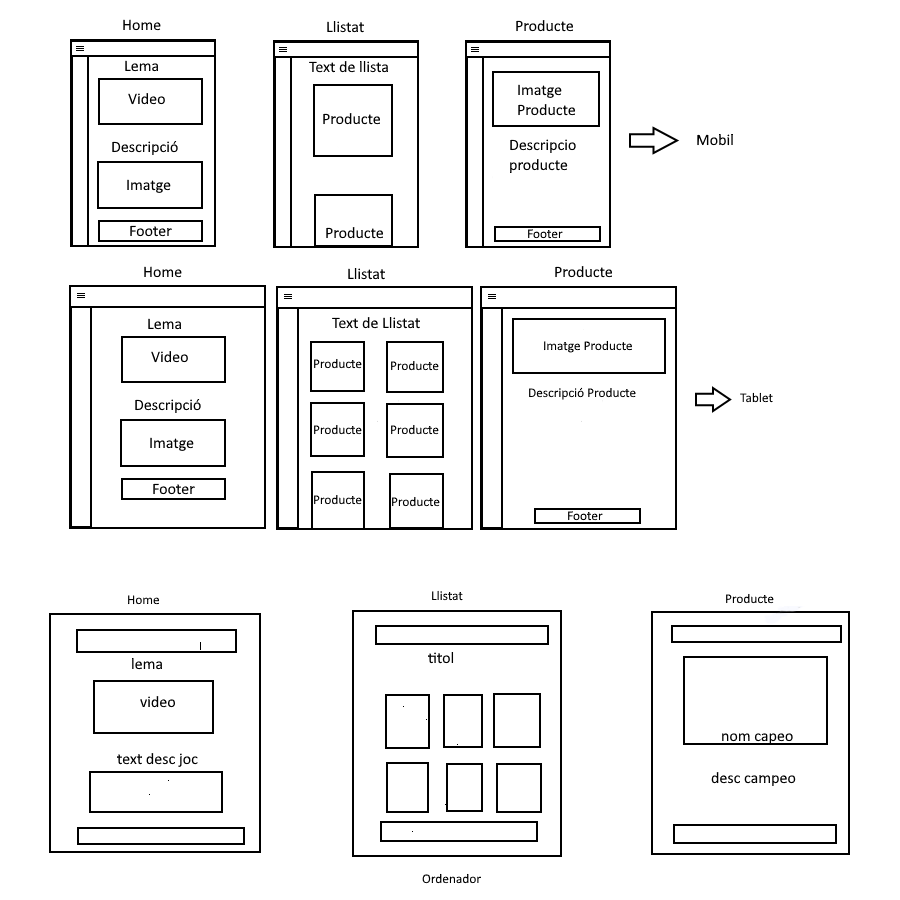 Home
Llistat
Producte
Lema
Video
Descripció
Imatge
Footer
Text de llista
Producte
Producte
Imatge
Producte
Descripcio
producte
Footer
Mobil
Home
Llistat
Producte
Lema
Video
Descripció
Imatge
Footer
Text de Llistat
Producte
Producte
Producte
Producte
Producte
Producte
Imatge Producte
Descripció Producte
Footer
Tablet
Home
Llistat
Producte
lema
video
text desc joc
titol
nom capeo
desc campeo
Ordenador